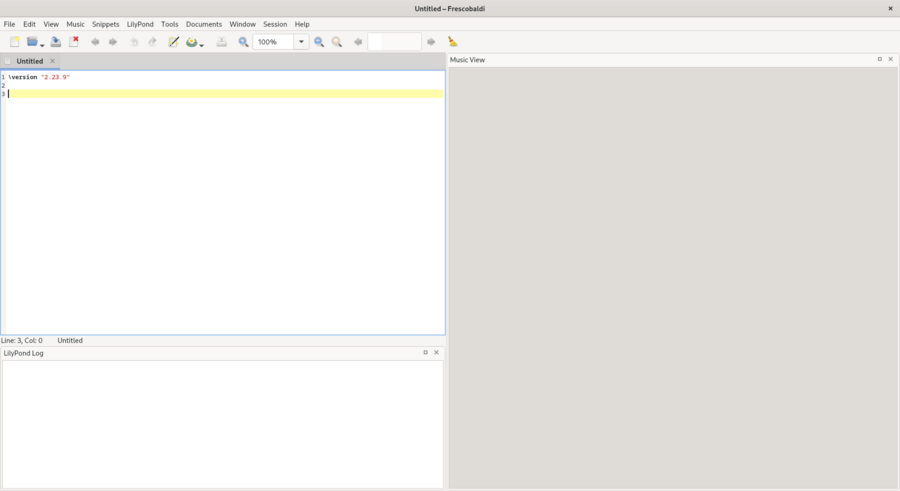 Untitled – Frescobaldi
File Edit View Music Snippets LilyPond Tools Documents Window Session Help
100%
Untitled
Music View
1 \version "2.23.9"
2
3
Line: 3, Col: 0 Untitled
LilyPond Log